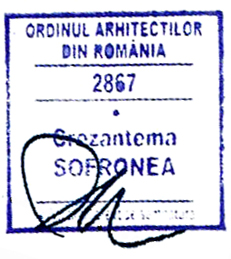 ORDINUL ARHITECTILOR
DIN ROMÂNIA
2867
Crezantema
SOFRONEA